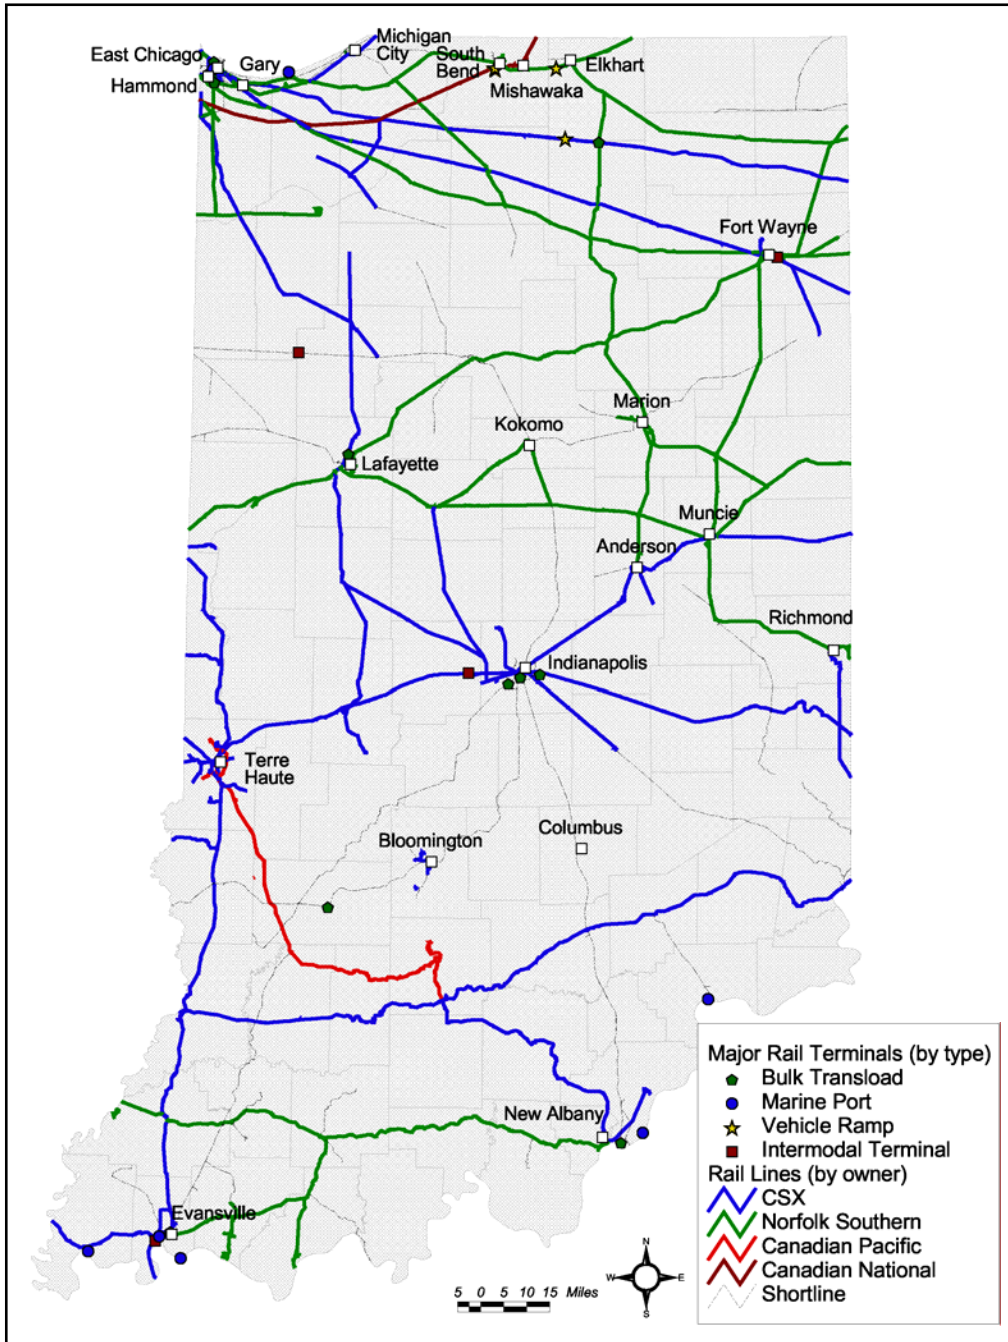 Michigan
City
East Chicago
Gary
South
Bend
Elkhart
Hammond
Mishawaka
Fort Wayne
Marion
Kokomo
Lafayette
Muncie
Anderson
Richmond
Indianapolis
Terre
Haute
Columbus
Bloomington
New Albany
Evansville
Major Rail Terminals (by type)
Bulk Transload
Marine Port
Vehicle Ramp
Intermodal Terminal
Rail Lines (by owner)
CSX
Norfolk Southern
Canadian Pacific
Canadian National
Shortline
N
W E
S
5 0 5 10 15 Miles